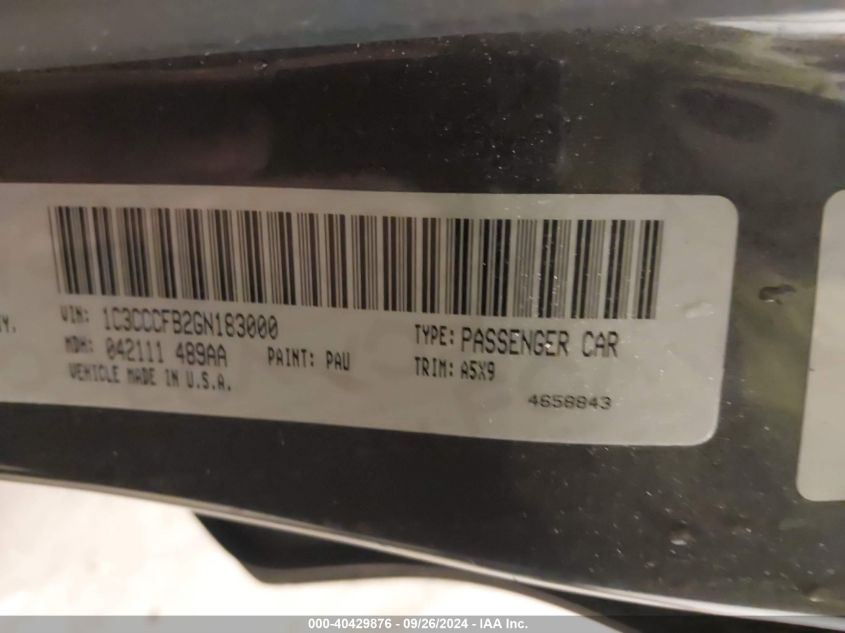 Y.
VIN: 1C3CCCFB2GN183000
TYPE: PASSENGER CAR
MDH: 042111 489AA PAINT: PAU
TRIM: A5X9
VEHICLE MADE IN U.S.A.
4658843
000-40429876 - 09/26/2024 - IAA Inc.